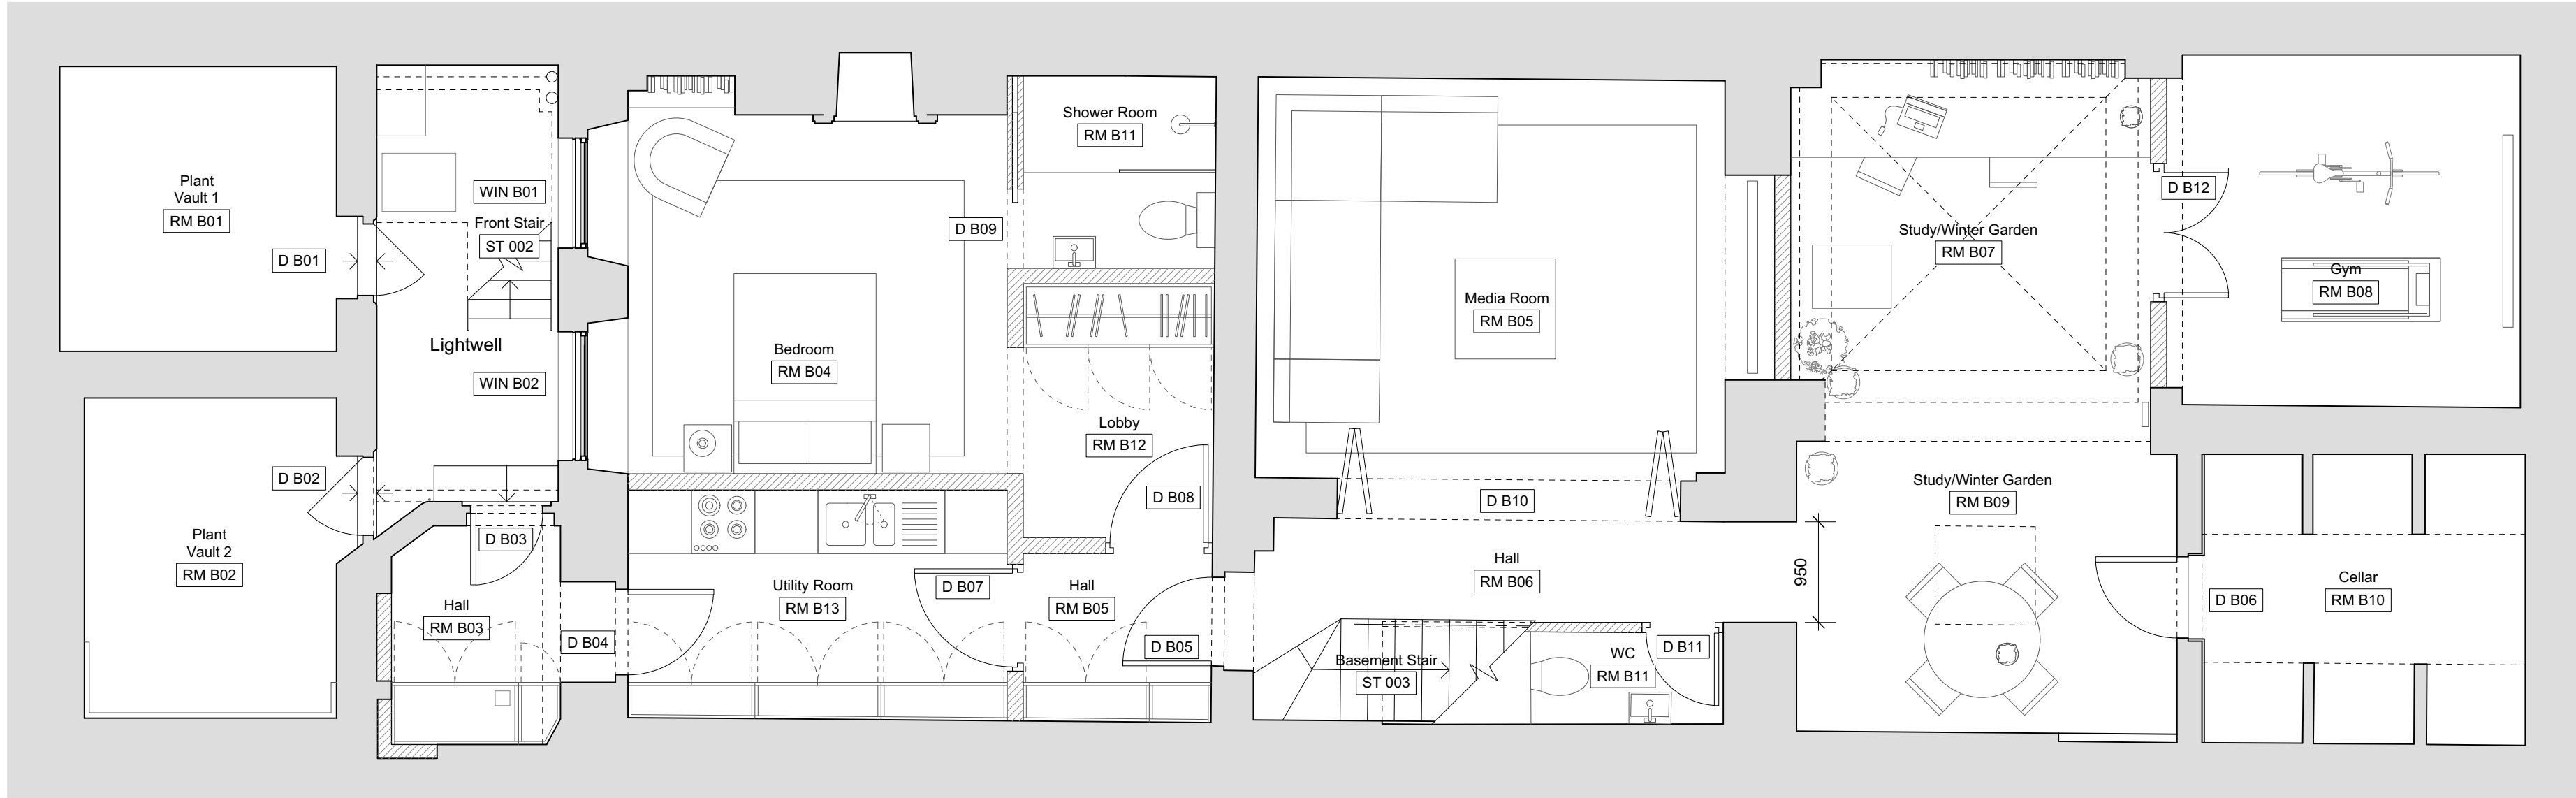 Plant
Vault 1
RM B01
D B01
WIN B01
Front Stair
ST 002
Lightwell
WIN B02
Plant
Vault 2
RM B02
D B02
D B03
Hall
RM B03
D B04
Bedroom
RM B04
D B09
Shower Room
RM B11
Lobby
RM B12
D B08
Utility Room
RM B13
D B07
Hall
RM B05
D B05
Media Room
RM B05
D B10
Hall
RM B06
950
Basement Stair
ST 003
WC
RM B11
D B11
Study/Winter Garden
RM B07
D B12
Gym
RM B08
Study/Winter Garden
RM B09
D B06
Cellar
RM B10